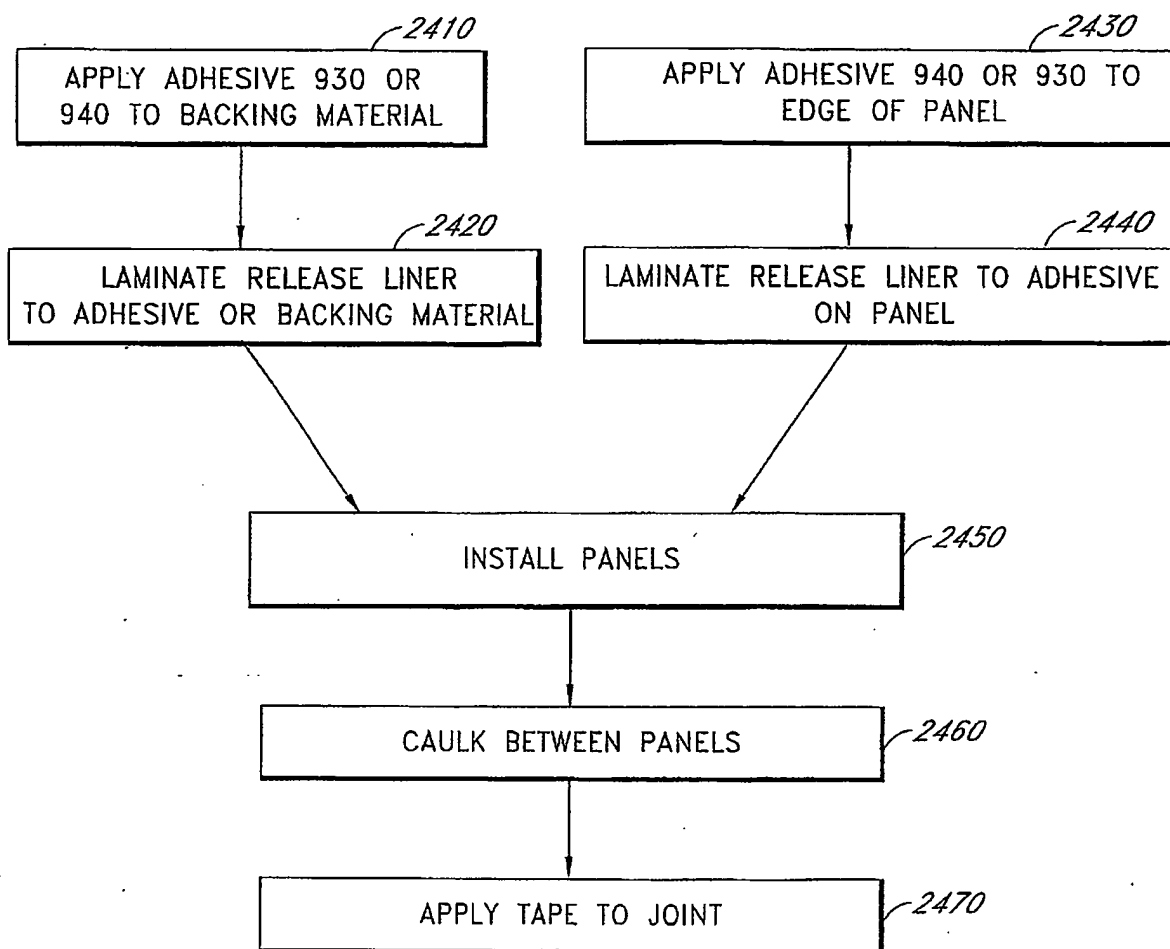 2410
APPLY ADHESIVE 930 OR
940 TO BACKING MATERIAL
2430
APPLY ADHESIVE 940 OR 930 TO
EDGE OF PANEL
2420
LAMINATE RELEASE LINER
TO ADHESIVE OR BACKING MATERIAL
2440
LAMINATE RELEASE LINER TO ADHESIVE
ON PANEL
2450
INSTALL PANELS
2460
CAULK BETWEEN PANELS
2470
APPLY TAPE TO JOINT